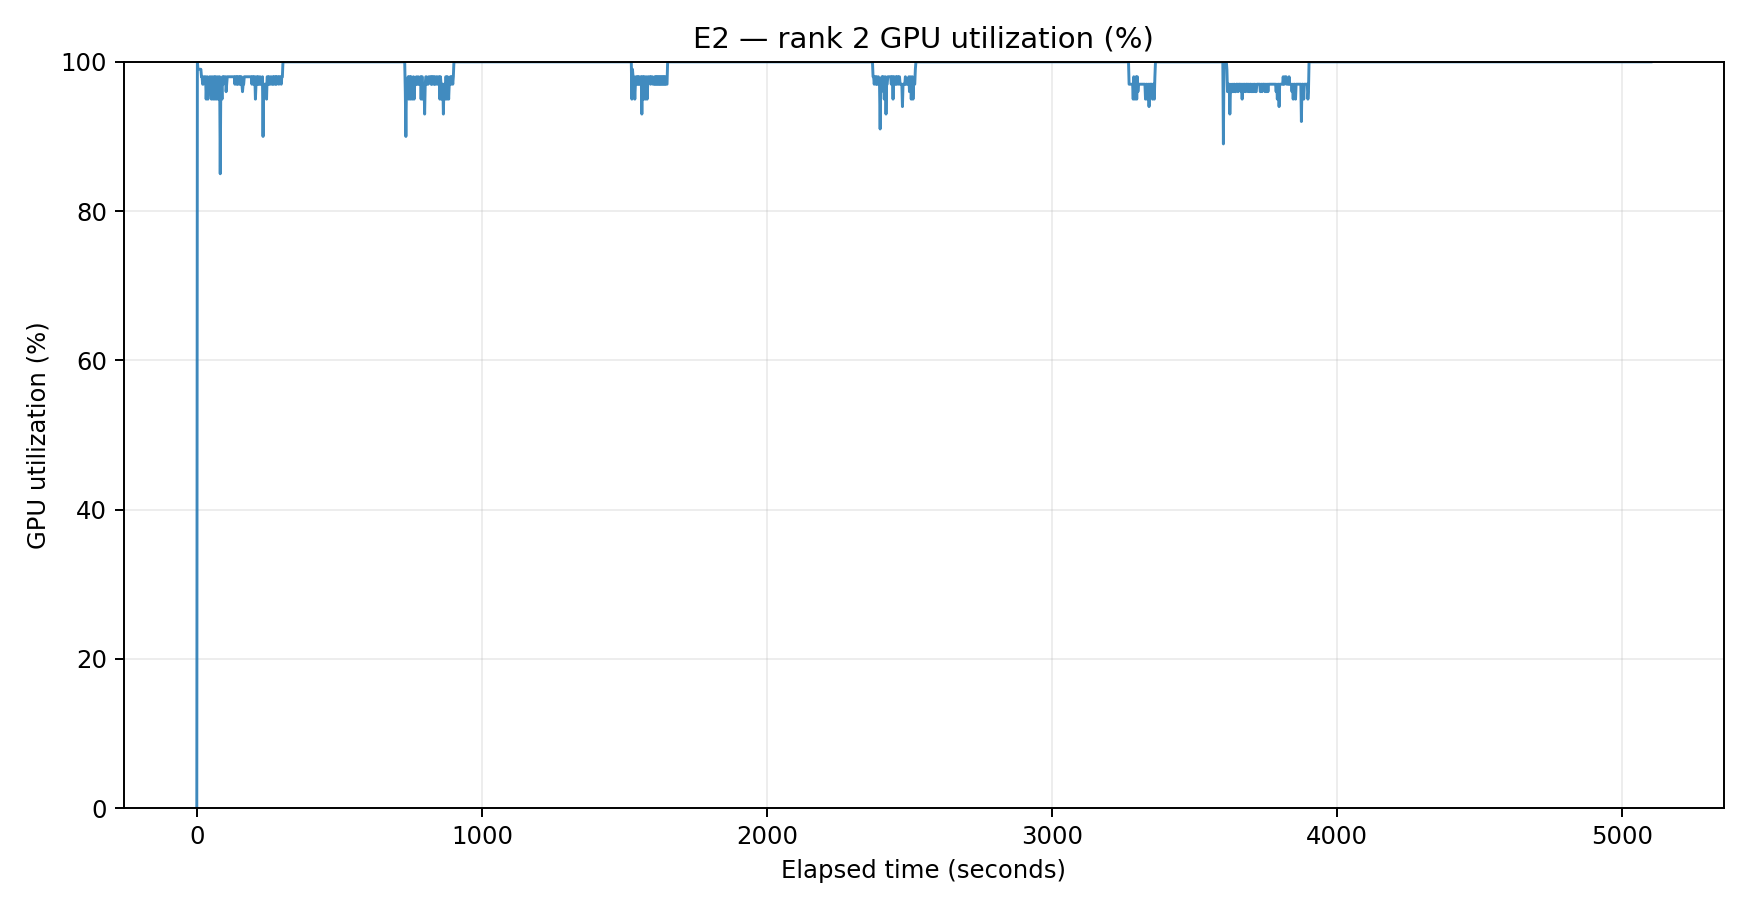 E2 — rank 2 GPU utilization (%)
100
80
60
40
20
0
GPU utilization (%)
0 1000 2000 3000 4000 5000
Elapsed time (seconds)